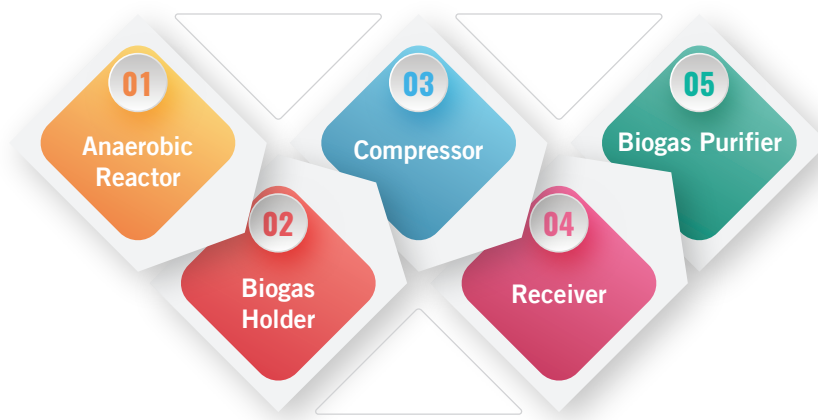 01
Anaerobic
Reactor
02
Biogas
Holder
03
Compressor
04
Receiver
05
Biogas Purifier